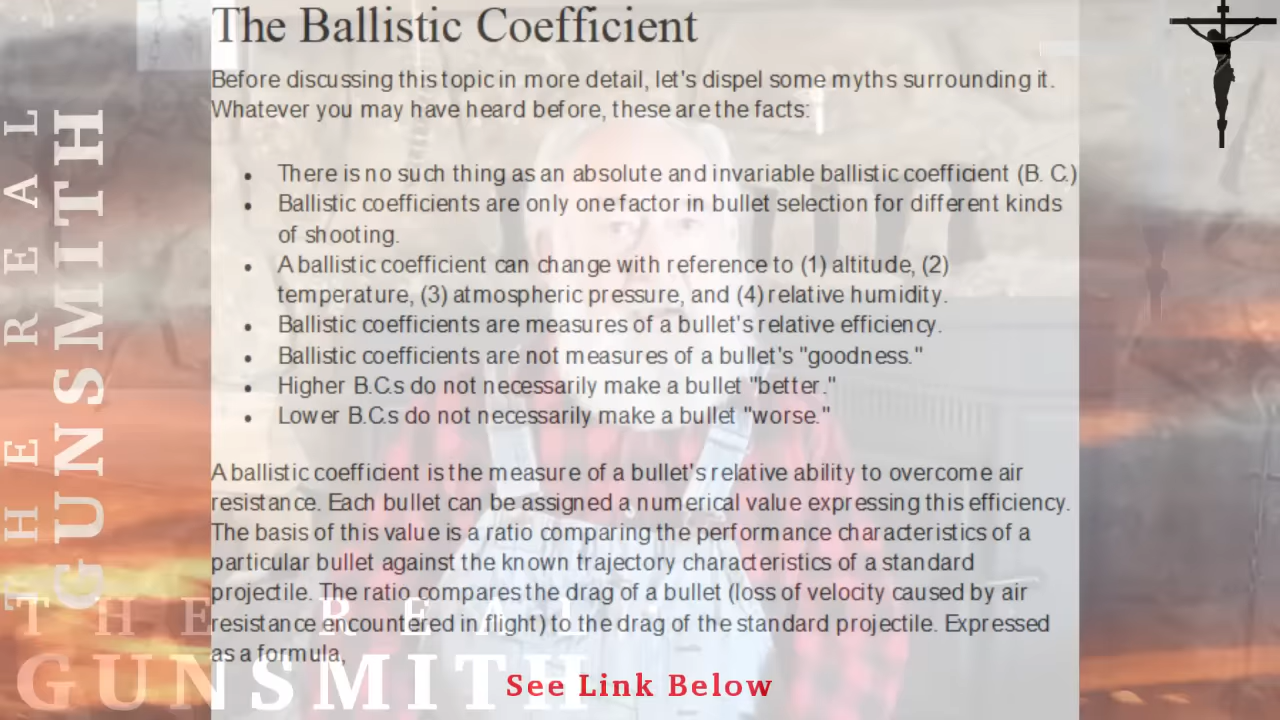 The Ballistic Coefficient
Before discussing this topic in more detail, let's dispel some myths surrounding it.
Whatever you may have heard before, these are the facts:
• There is no such thing as an absolute and invariable ballistic coefficient (B. C.)
• Ballistic coefficients are only one factor in bullet selection for different kinds
of shooting.
• A ballistic coefficient can change with reference to (1) altitude, (2)
temperature, (3) atmospheric pressure, and (4) relative humidity.
• Ballistic coefficients are measures of a bullet's relative efficiency.
• Ballistic coefficients are not measures of a bullet's "goodness."
• Higher B.C.s do not necessarily make a bullet "better."
• Lower B.C.s do not necessarily make a bullet "worse."
A ballistic coefficient is the measure of a bullet's relative ability to overcome air
resistance. Each bullet can be assigned a numerical value expressing this efficiency.
The basis of this value is a ratio comparing the performance characteristics of a
particular bullet against the known trajectory characteristics of a standard
projectile. The ratio compares the drag of a bullet (loss of velocity caused by air
resistance encountered in flight) to the drag of the standard projectile. Expressed
as a formula,
THE REAL
GUNSMITH
THE REAL
GUNSMITH
See Link Below